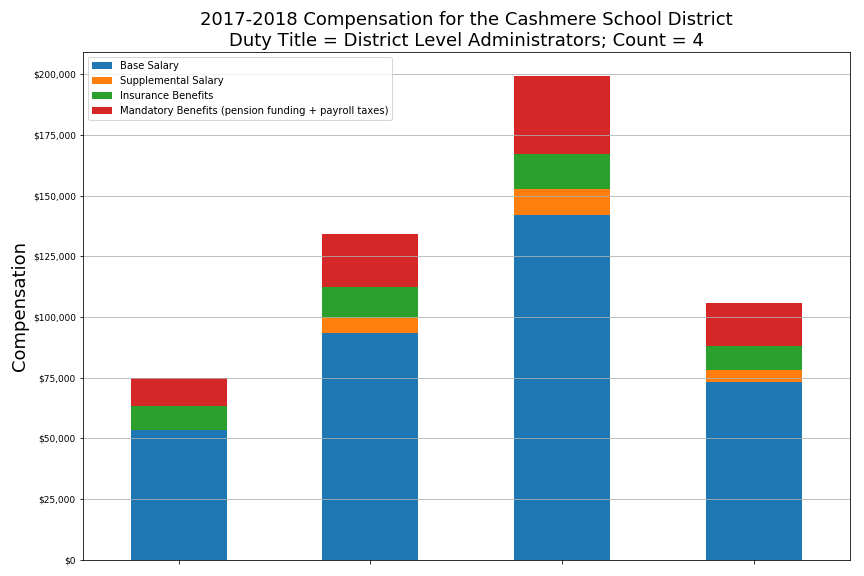 2017-2018 Compensation for the Cashmere School District
Duty Title = District Level Administrators; Count = 4
Base Salary
Supplemental Salary
Insurance Benefits
Mandatory Benefits (pension funding + payroll taxes)
Compensation
$200,000
$175,000
$150,000
$125,000
$100,000
$75,000
$50,000
$25,000
$0